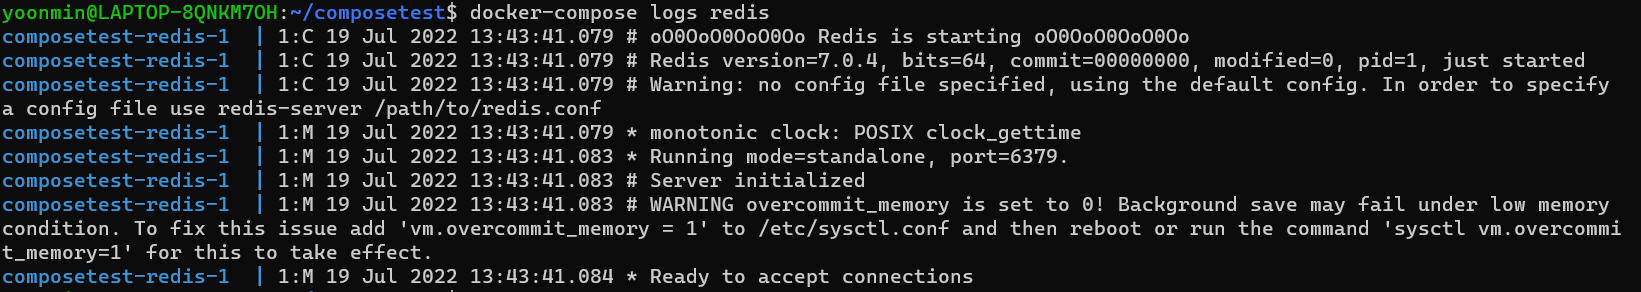 yoonmin@LAPTOP-8QNKM7OH:~/composetest$ docker-compose logs redis
composetest-redis-1  | 1:C 19 Jul 2022 13:43:41.079 # oO0OoO0OoO0Oo Redis is starting oO0OoO0OoO0Oo
composetest-redis-1  | 1:C 19 Jul 2022 13:43:41.079 # Redis version=7.0.4, bits=64, commit=00000000, modified=0, pid=1, just started
composetest-redis-1  | 1:C 19 Jul 2022 13:43:41.079 # Warning: no config file specified, using the default config. In order to specify
a config file use redis-server /path/to/redis.conf
composetest-redis-1  | 1:M 19 Jul 2022 13:43:41.079 * monotonic clock: POSIX clock_gettime
composetest-redis-1  | 1:M 19 Jul 2022 13:43:41.083 * Running mode=standalone, port=6379.
composetest-redis-1  | 1:M 19 Jul 2022 13:43:41.083 # Server initialized
composetest-redis-1  | 1:M 19 Jul 2022 13:43:41.083 # WARNING overcommit_memory is set to 0! Background save may fail under low memory
condition. To fix this issue add 'vm.overcommit_memory = 1' to /etc/sysctl.conf and then reboot or run the command 'sysctl vm.overcommi
t_memory=1' for this to take effect.
composetest-redis-1  | 1:M 19 Jul 2022 13:43:41.084 * Ready to accept connections